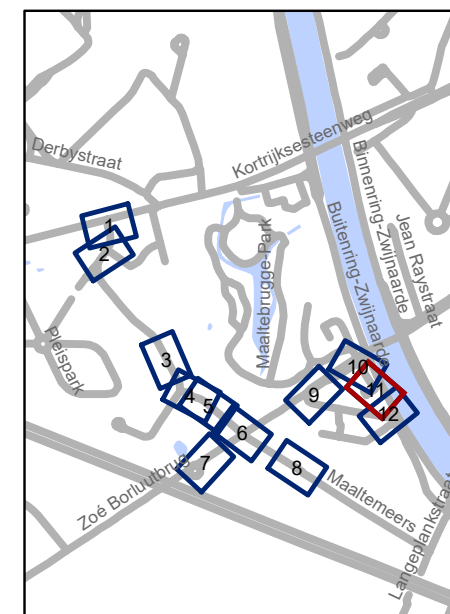 Derbystraat
Kortrijksesteenweg
Binnenring-Zwijnaarde
Jean Raystraat
Buitenring-Zwijnaarde
Maaltebrugge-Park
Pleispark
1
2
3
4
5
6
7
8
9
10
11
12
Zoé Borluutbrug
Maaltemeers
Langeplankstraat